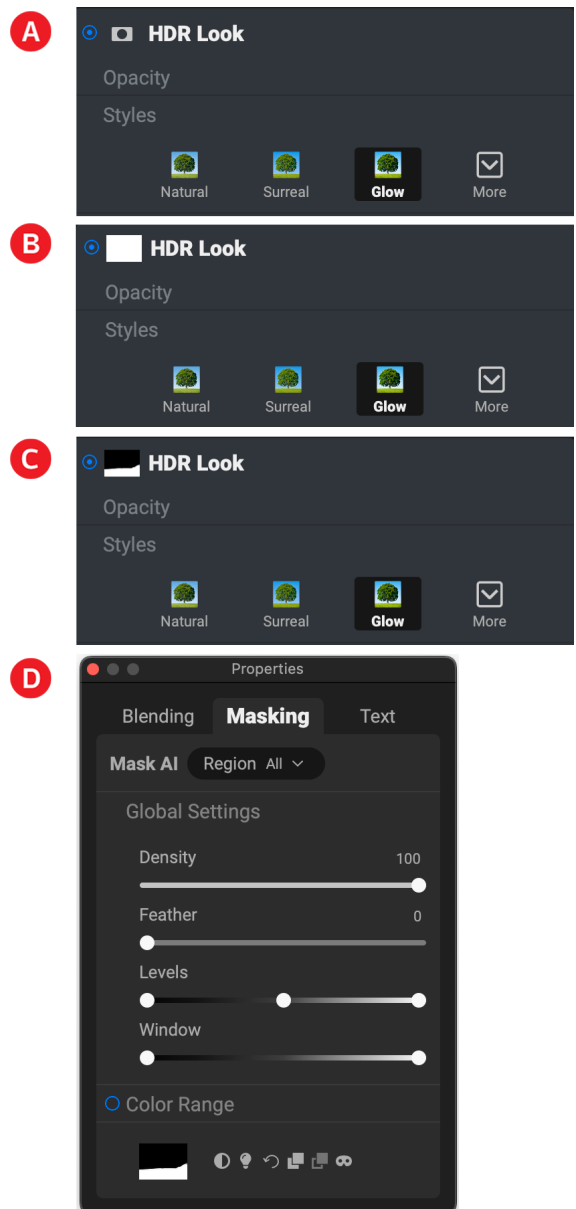 A
HDR Look
Opacity
Styles
Natural Surreal Glow More
B
HDR Look
Opacity
Styles
Natural Surreal Glow More
C
HDR Look
Opacity
Styles
Natural Surreal Glow More
D
Properties
Blending Masking Text
Mask AI Region All
Global Settings
Density 100
Feather 0
Levels
Window
Color Range